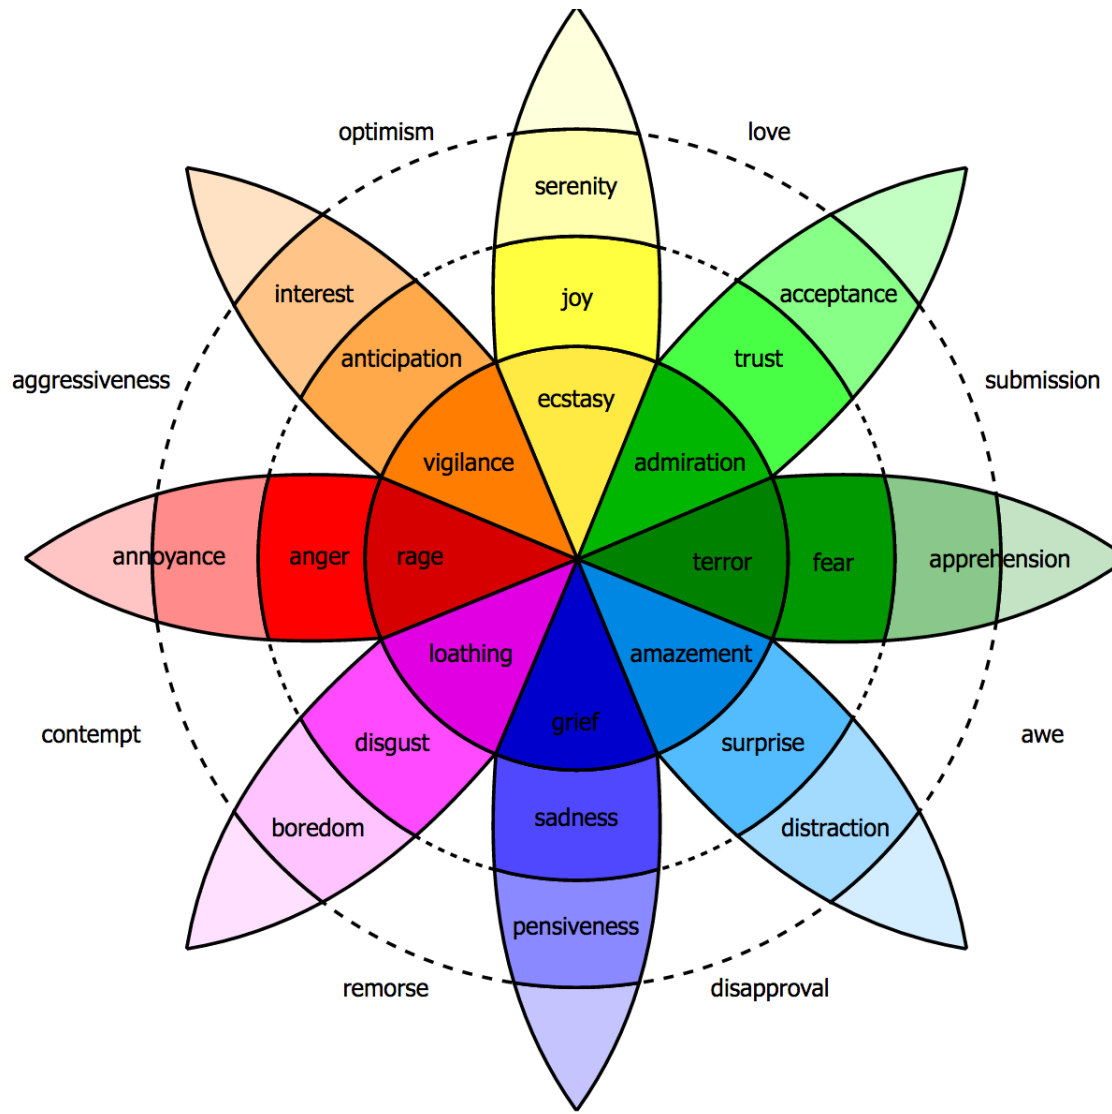 optimism
love
serenity
interest
joy
acceptance
anticipation
trust
aggressiveness
submission
ecstasy
vigilance
admiration
annoyance
anger
rage
terror
fear
apprehension
loathing
amazement
grief
contempt
awe
disgust
surprise
sadness
boredom
distraction
pensiveness
remorse
disapproval